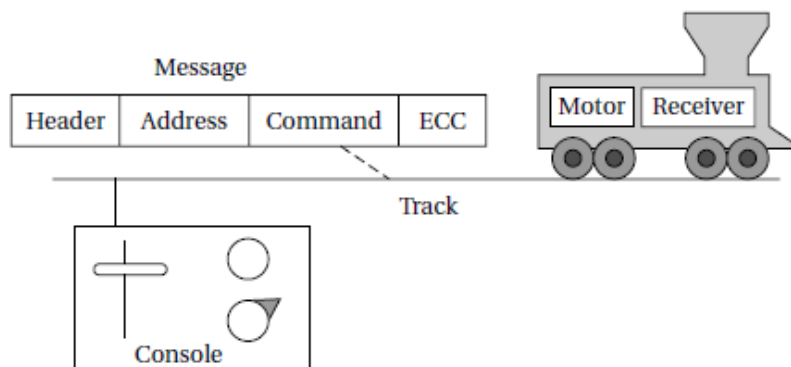 Message
Header Address Command ECC
Motor Receiver
Track
Console